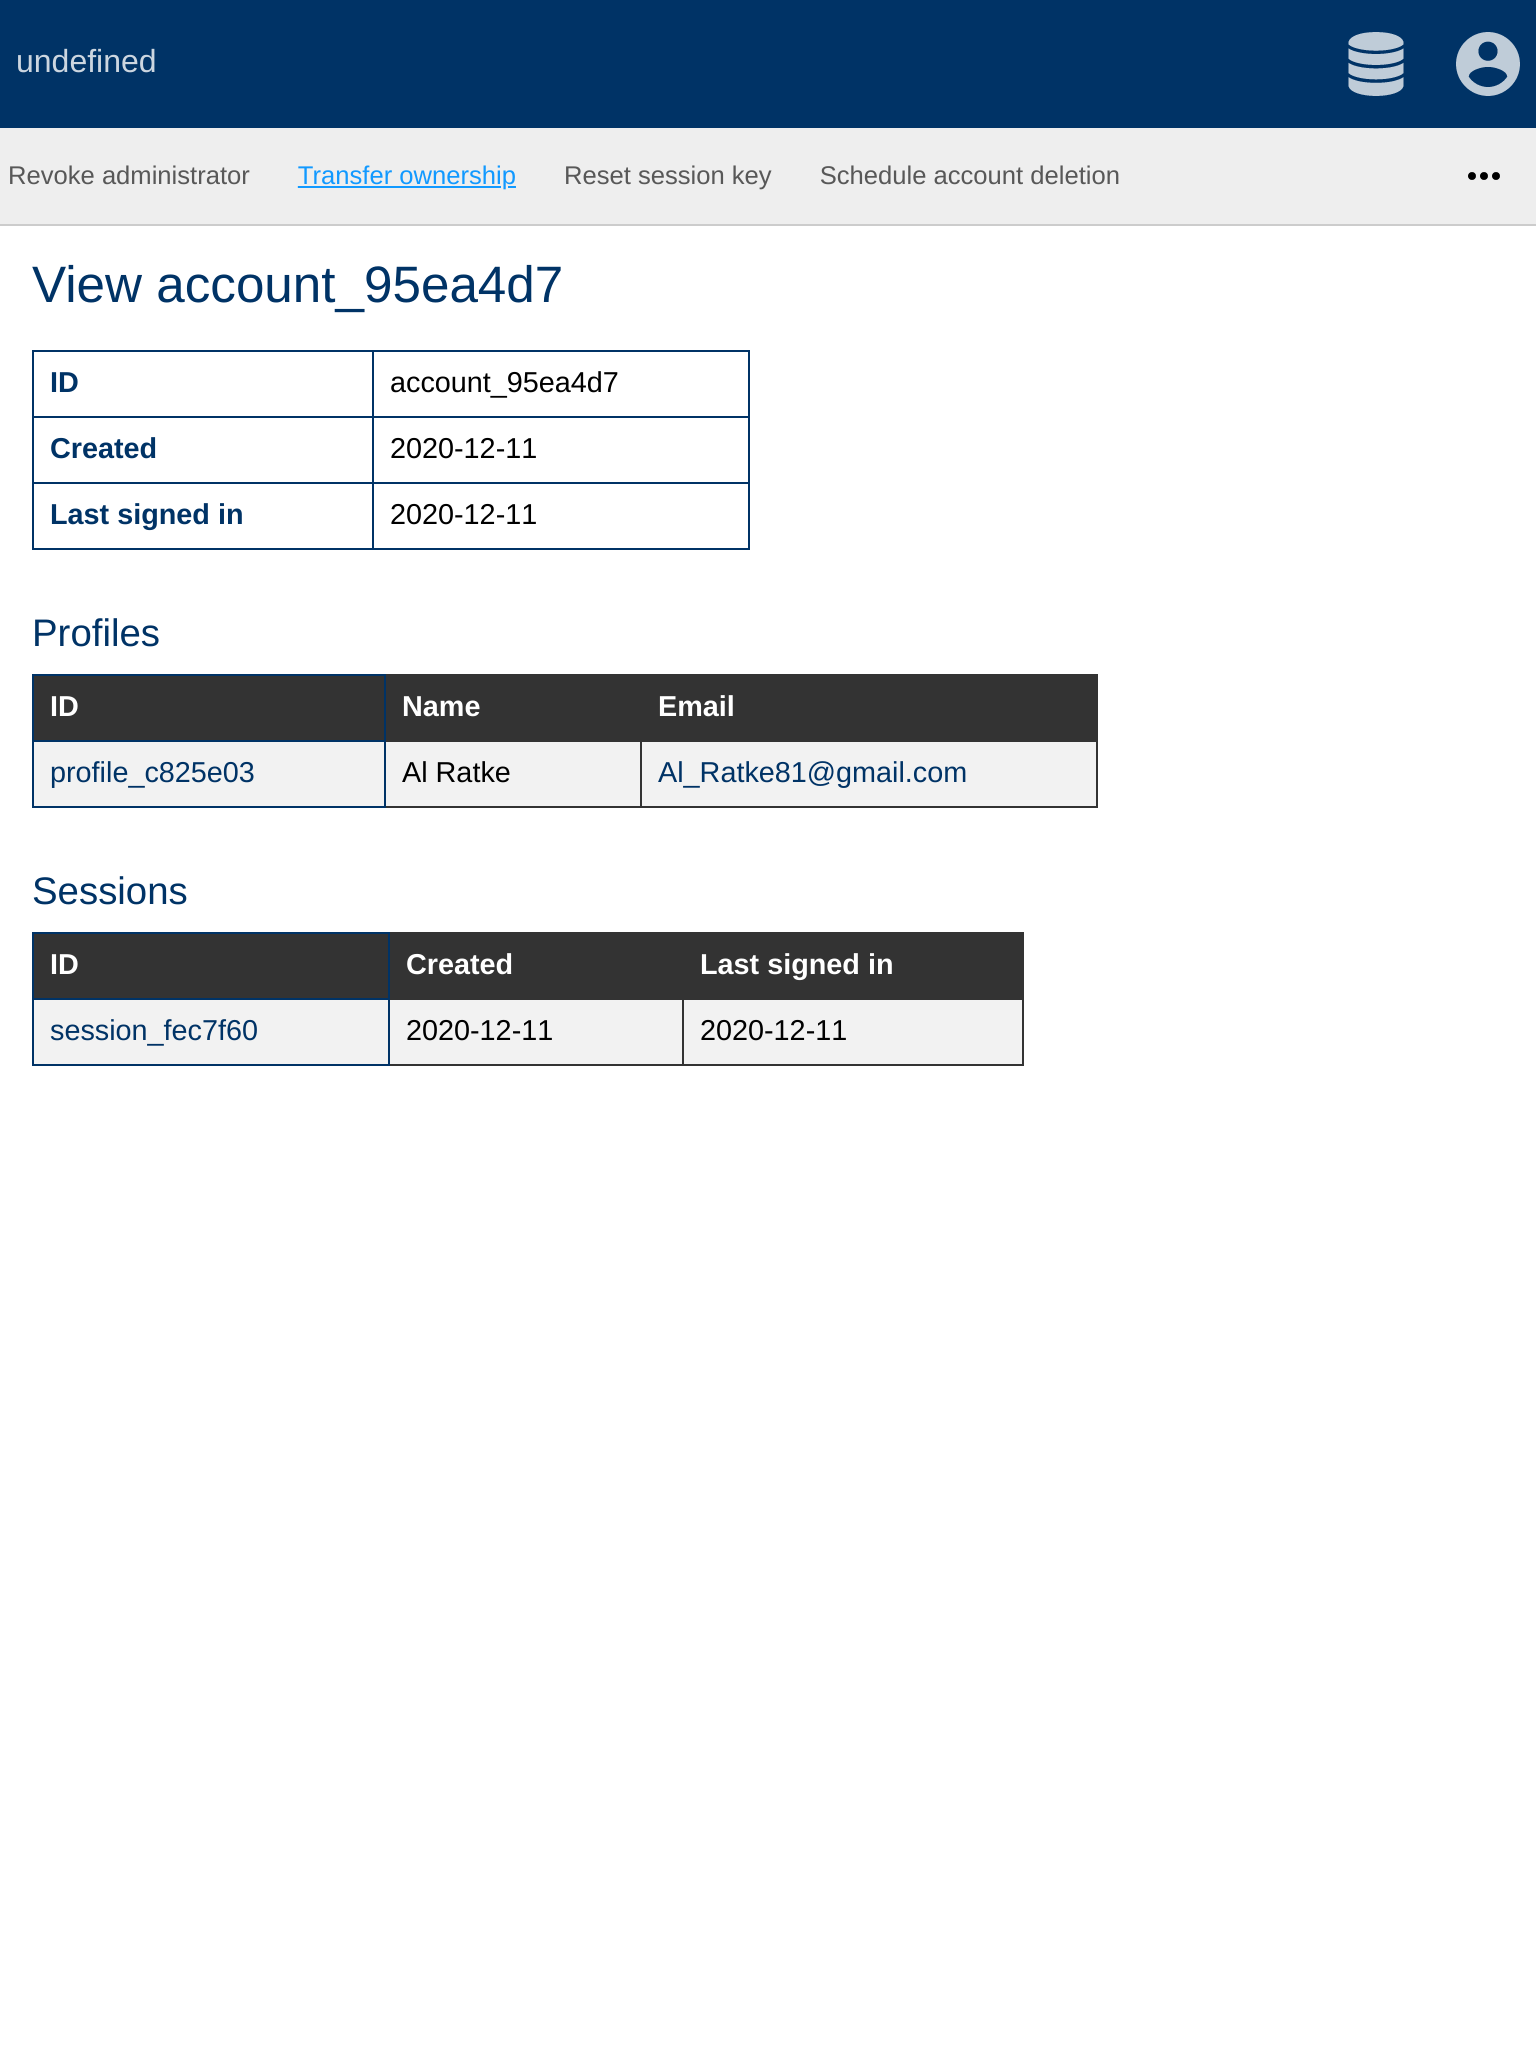 undefined
Revoke administrator Transfer ownership Reset session key Schedule account deletion
View account_95ea4d7
ID account_95ea4d7
Created 2020-12-11
Last signed in 2020-12-11
Profiles
ID Name Email
profile_c825e03 Al Ratke Al_Ratke81@gmail.com
Sessions
ID Created Last signed in
session_fec7f60 2020-12-11 2020-12-11